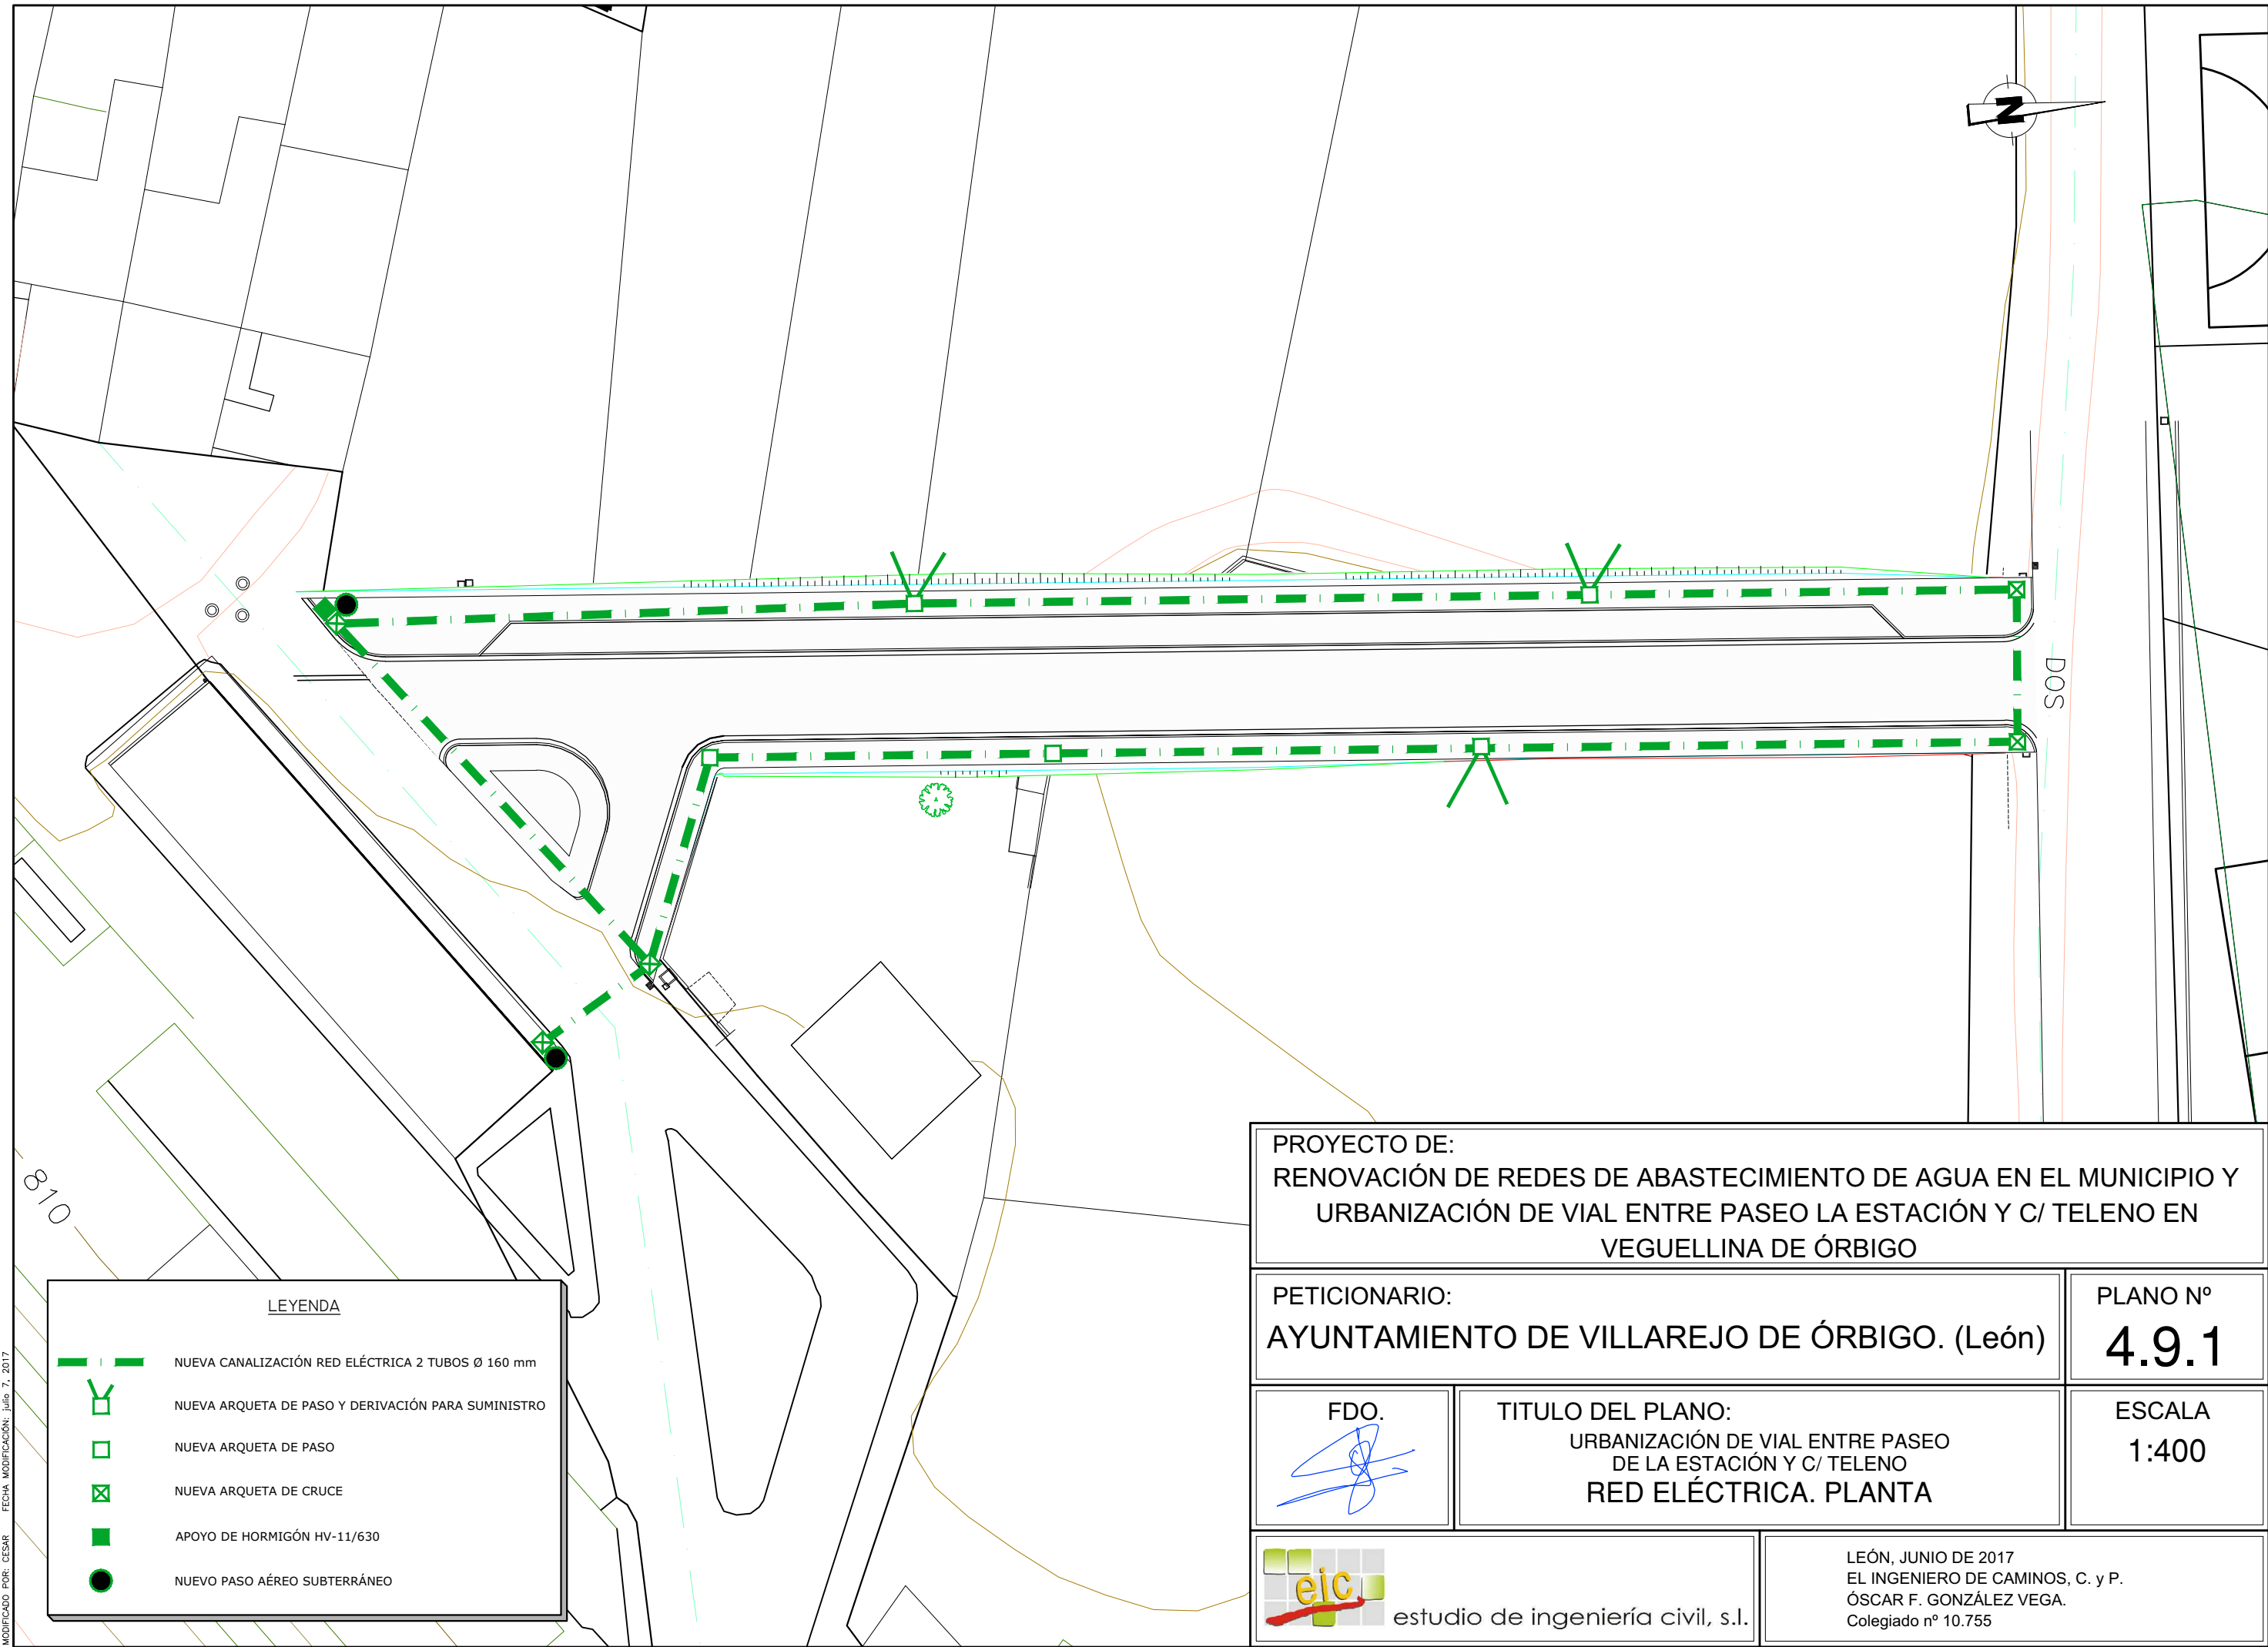 N
DOS
810
LEYENDA
NUEVA CANALIZACIÓN RED ELÉCTRICA 2 TUBOS Ø 160 mm
NUEVA ARQUETA DE PASO Y DERIVACIÓN PARA SUMINISTRO
NUEVA ARQUETA DE PASO
NUEVA ARQUETA DE CRUCE
APOYO DE HORMIGÓN HV-11/630
NUEVO PASO AÉREO SUBTERRÁNEO
MODIFICADO POR: CESAR FECHA MODIFICACIÓN: julio 7, 2017
PROYECTO DE:
RENOVACIÓN DE REDES DE ABASTECIMIENTO DE AGUA EN EL MUNICIPIO Y
URBANIZACIÓN DE VIAL ENTRE PASEO LA ESTACIÓN Y C/ TELENO EN
VEGUELLINA DE ÓRBIGO
PETICIONARIO:
AYUNTAMIENTO DE VILLAREJO DE ÓRBIGO. (León)
PLANO Nº
4.9.1
FDO.
TITULO DEL PLANO:
URBANIZACIÓN DE VIAL ENTRE PASEO
DE LA ESTACIÓN Y C/ TELENO
RED ELÉCTRICA. PLANTA
ESCALA
1:400
eic
estudio de ingeniería civil, s.l.
LEÓN, JUNIO DE 2017
EL INGENIERO DE CAMINOS, C. y P.
ÓSCAR F. GONZÁLEZ VEGA.
Colegiado nº 10.755